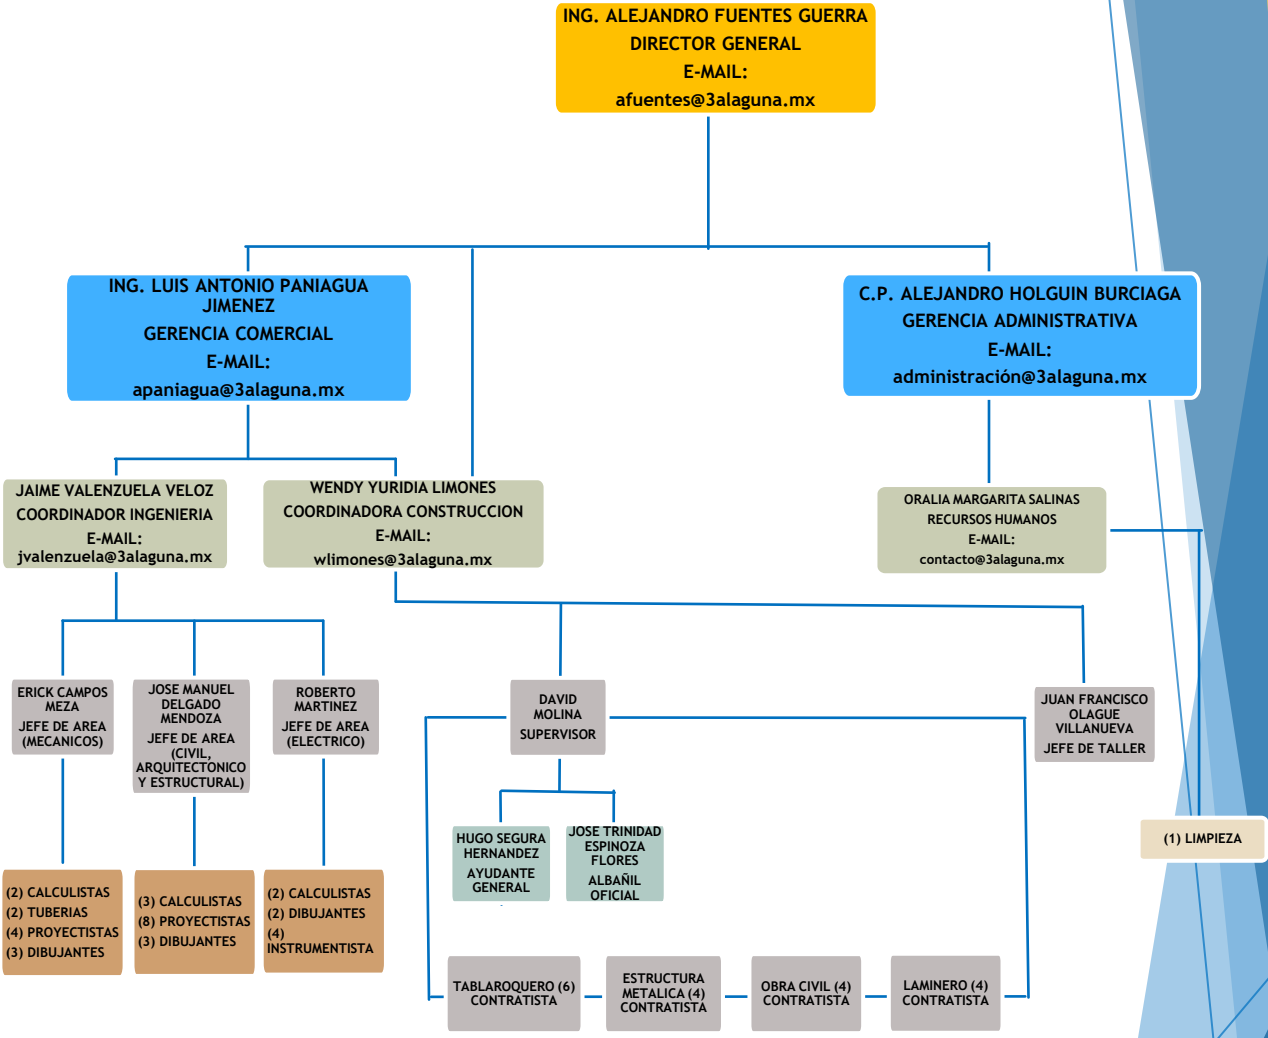 ING. ALEJANDRO FUENTES GUERRA
DIRECTOR GENERAL
E-MAIL:
afuentes@3alaguna.mx
ING. LUIS ANTONIO PANIAGUA
JIMENEZ
GERENCIA COMERCIAL
E-MAIL:
apaniagua@3alaguna.mx
C.P. ALEJANDRO HOLGUIN BURCIAGA
GERENCIA ADMINISTRATIVA
E-MAIL:
administración@3alaguna.mx
JAIME VALENZUELA VELOZ
COORDINADOR INGENIERIA
E-MAIL:
jvalenzuela@3alaguna.mx
WENDY YURIDIA LIMONES
COORDINADORA CONSTRUCCION
E-MAIL:
wlimones@3alaguna.mx
ORALIA MARGARITA SALINAS
RECURSOS HUMANOS
E-MAIL:
contacto@3alaguna.mx
ERICK CAMPOS
MEZA
JEFE DE AREA
(MECANICOS)
JOSE MANUEL
DELGADO
MENDOZA
JEFE DE AREA
(CIVIL,
ARQUITECTONICO
Y ESTRUCTURAL)
ROBERTO
MARTINEZ
JEFE DE AREA
(ELECTRICO)
DAVID
MOLINA
SUPERVISOR
JUAN FRANCISCO
OLAGUE
VILLANUEVA
JEFE DE TALLER
HUGO SEGURA
HERNANDEZ
AYUDANTE
GENERAL
.
JOSE TRINIDAD
ESPINOZA
FLORES
ALBAÑIL
OFICIAL
(1) LIMPIEZA
(2) CALCULISTAS
(2) TUBERIAS
(4) PROYECTISTAS
(3) DIBUJANTES
(3) CALCULISTAS
(8) PROYECTISTAS
(3) DIBUJANTES
(2) CALCULISTAS
(2) DIBUJANTES
(4)
INSTRUMENTISTA
TABLAROQUERO (6)
CONTRATISTA
ESTRUCTURA
METALICA (4)
CONTRATISTA
OBRA CIVIL (4)
CONTRATISTA
LAMINERO (4)
CONTRATISTA